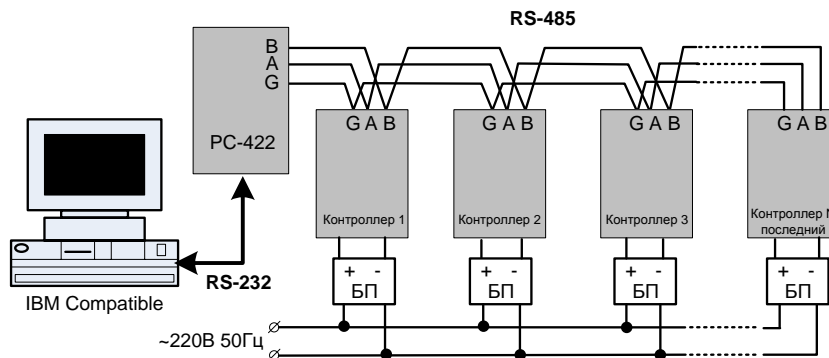 RS-485
B
A
G
PC-422
G A B
G A B
G A B
G A B
Контроллер 1
Контроллер 2
Контроллер 3
Контроллер
последний
RS-232
IBM Compatible
+ -
БП
+ -
БП
+ -
БП
+ -
БП
~220В 50Гц